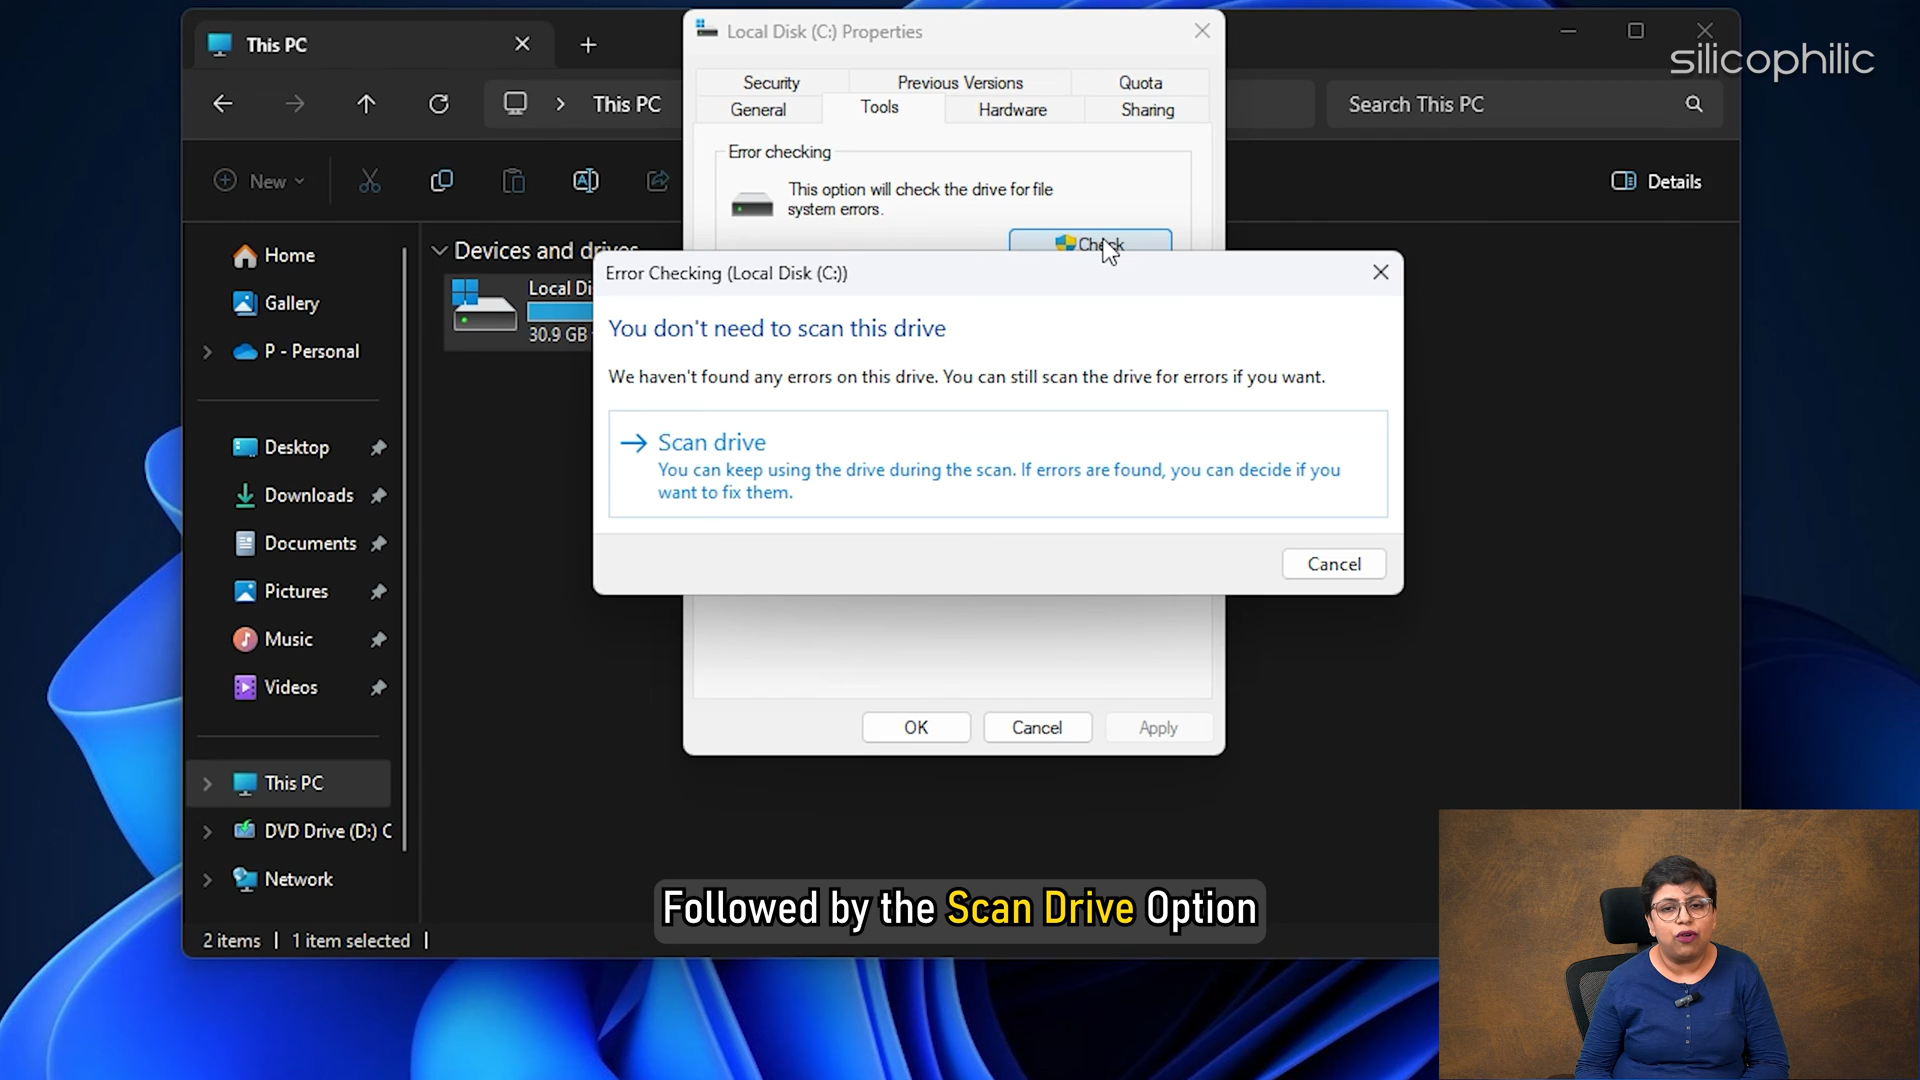 This PC
Local Disk (C:) Properties
silicophilic
This PC
Search This PC
Security
Previous Versions
Quota
General
Tools
Hardware
Sharing
New
Details
Error checking
This option will check the drive for file
system errors.
Check
Home
Gallery
P - Personal
Desktop
Downloads
Documents
Pictures
Music
Videos
This PC
DVD Drive (D:) C
Network
Devices and drives
Local Di
30.9 GB
Error Checking (Local Disk (C:))
You don't need to scan this drive
We haven't found any errors on this drive. You can still scan the drive for errors if you want.
Scan drive
You can keep using the drive during the scan. If errors are found, you can decide if you
want to fix them.
Cancel
OK
Cancel
Apply
Followed by the Scan Drive Option
2 items
1 item selected